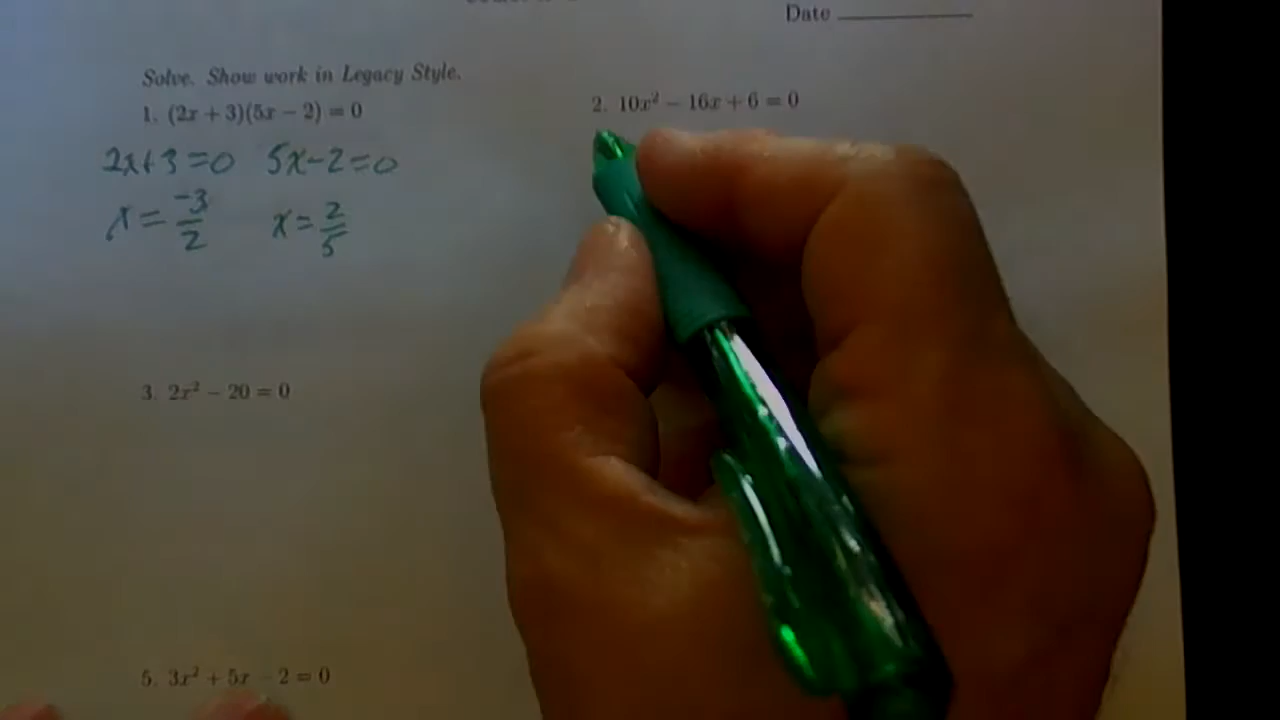 Date
Solve. Show work in Legacy Style.
1. (2x + 3)(5x − 2) = 0
2x+3=0 5x-2=0
x = -3/2 x = 2/5
2. 10x² − 16x + 6 = 0
3. 2x² − 20 = 0
5. 3x² + 5x − 2 = 0